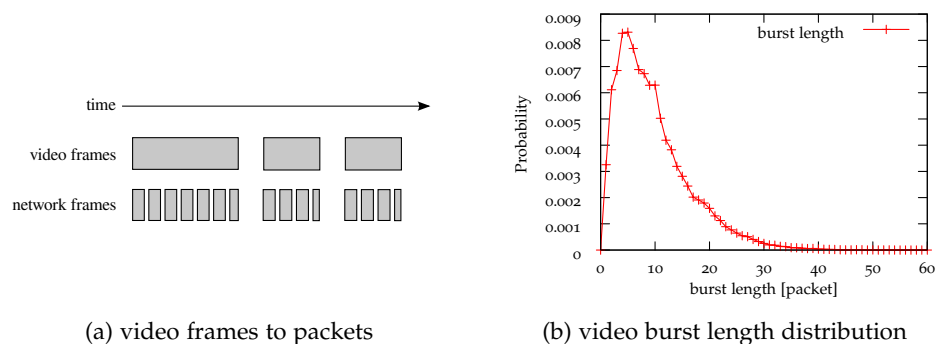 time
video frames
network frames
(a) video frames to packets
0.009
0.008
0.007
0.006
0.005
0.004
0.003
0.002
0.001
0
Probability
burst length
0 10 20 30 40 50 60
burst length [packet]
(b) video burst length distribution